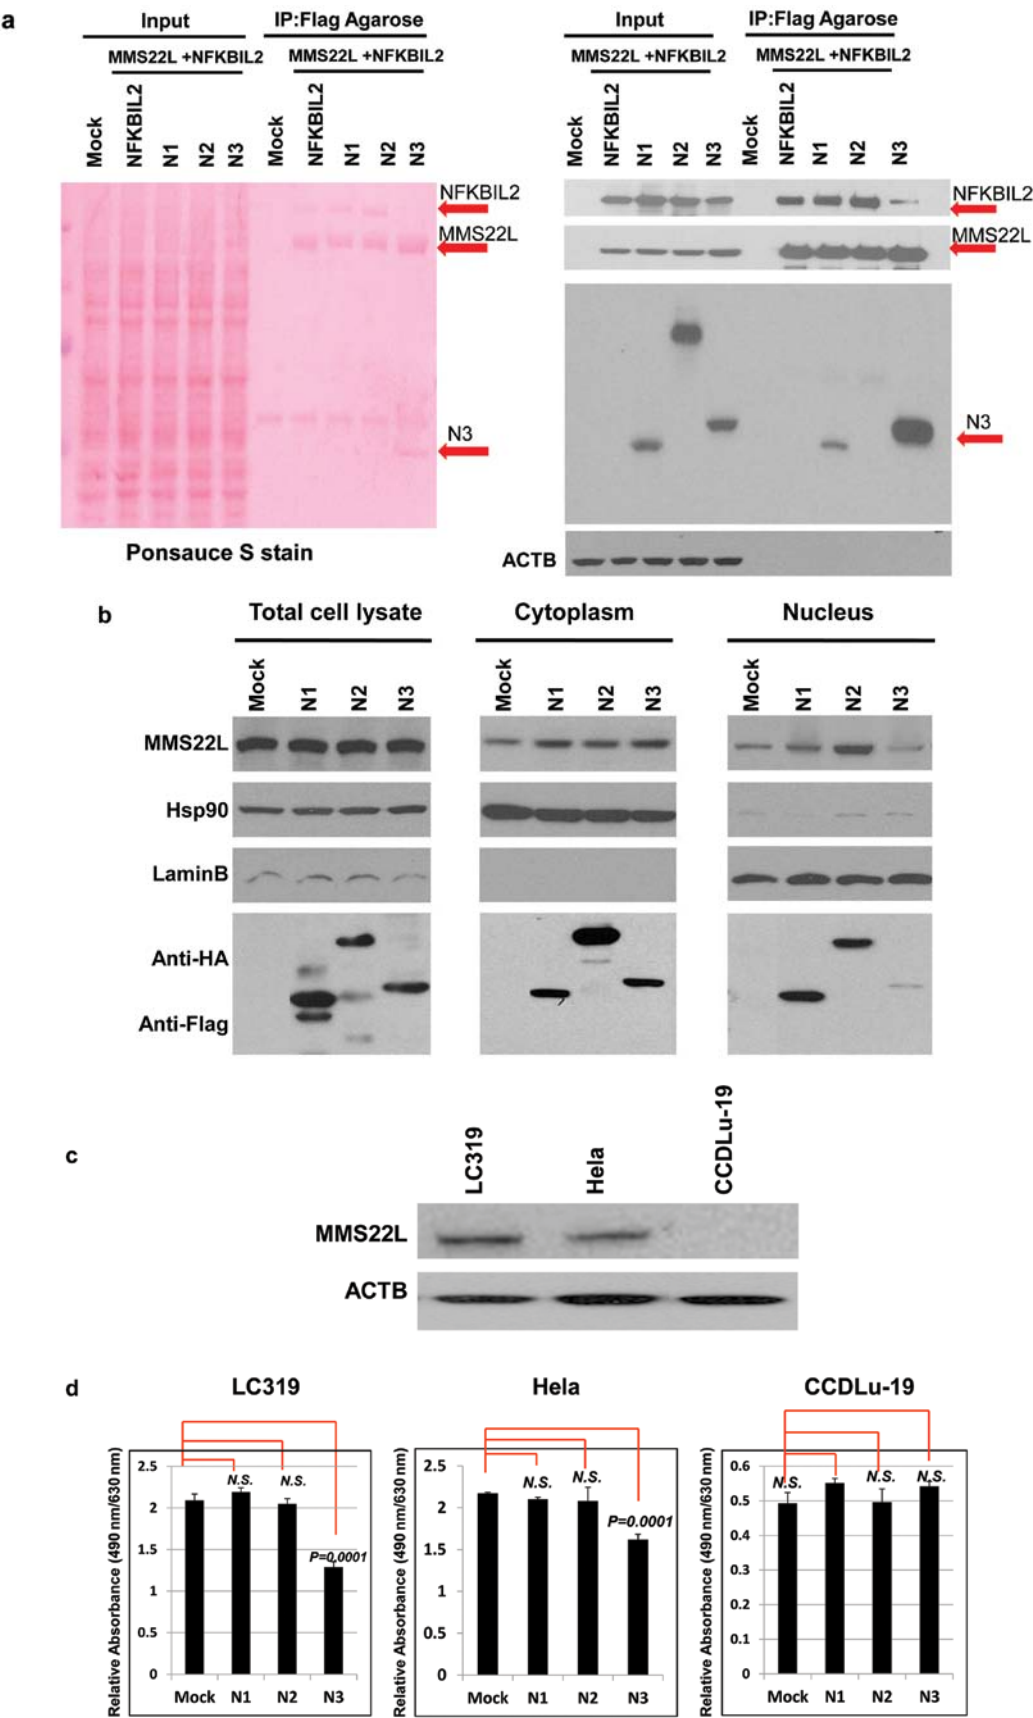 a
Input
IP:Flag Agarose
MMS22L +NFKBIL2
MMS22L +NFKBIL2
Mock
NFKBIL2
N1
N2
N3
Mock
NFKBIL2
N1
N2
N3
NFKBIL2
MMS22L
N3
Ponsauce S stain
Input
IP:Flag Agarose
MMS22L +NFKBIL2
MMS22L +NFKBIL2
Mock
NFKBIL2
N1
N2
N3
Mock
NFKBIL2
N1
N2
N3
NFKBIL2
MMS22L
N3
ACTB
b
Total cell lysate
Cytoplasm
Nucleus
Mock
N1
N2
N3
Mock
N1
N2
N3
Mock
N1
N2
N3
MMS22L
Hsp90
LaminB
Anti-HA
Anti-Flag
c
LC319
Hela
CCDLu-19
MMS22L
ACTB
d
LC319
Relative Absorbance (490 nm/630 nm)
2.5
2
1.5
1
0.5
0
N.S.
N.S.
P=0.0001
Mock N1 N2 N3
Hela
Relative Absorbance (490 nm/630 nm)
2.5
2
1.5
1
0.5
0
N.S.
N.S.
P=0.0001
Mock N1 N2 N3
CCDLu-19
Relative Absorbance (490 nm/630 nm)
0.6
0.5
0.4
0.3
0.2
0.1
0
N.S.
N.S.
N.S.
Mock N1 N2 N3